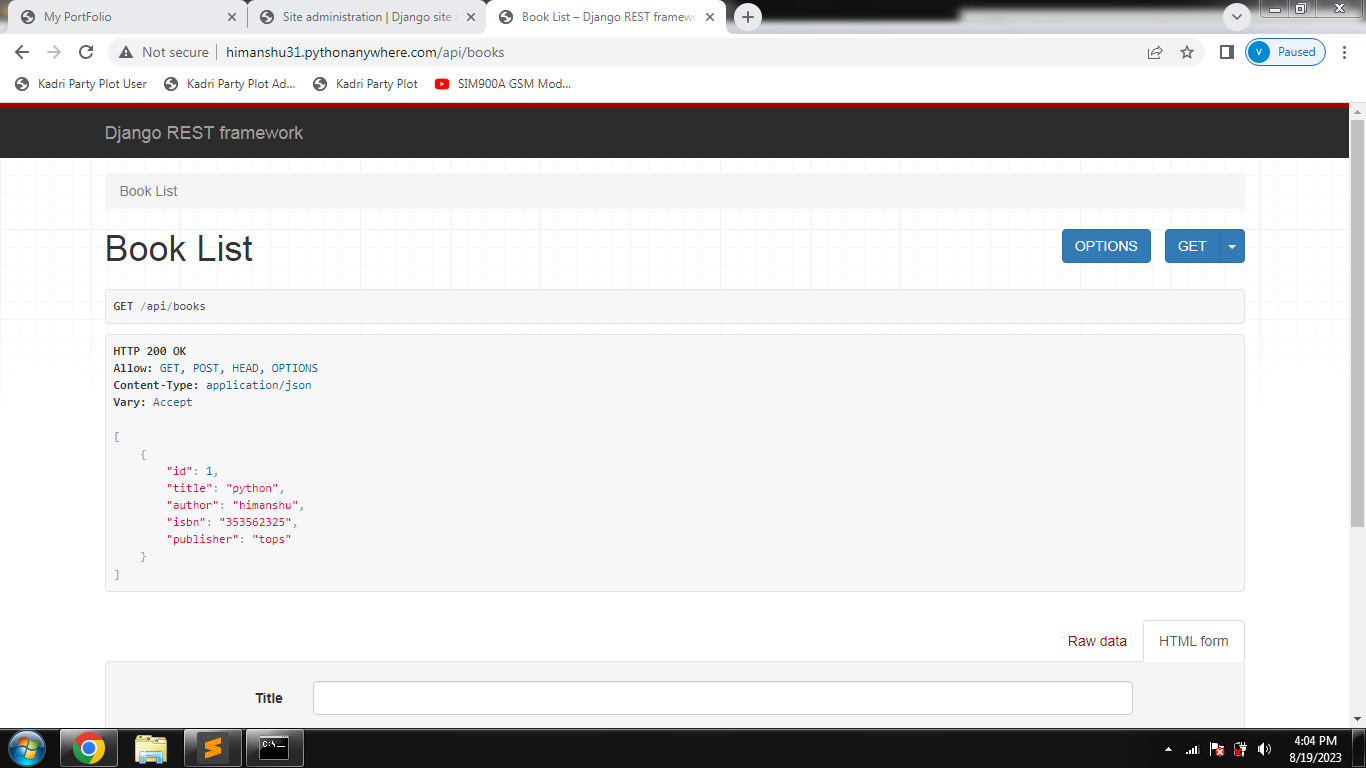 My PortFolio
Site administration | Django site a
Book List – Django REST framewo
Not secure
himanshu31.pythonanywhere.com/api/books
V
Paused
Kadri Party Plot User
Kadri Party Plot Ad...
Kadri Party Plot
SIM900A GSM Mod...
Django REST framework
Book List
Book List
OPTIONS
GET
GET /api/books
HTTP 200 OK
Allow: GET, POST, HEAD, OPTIONS
Content-Type: application/json
Vary: Accept
[
{
"id": 1,
"title": "python",
"author": "himanshu",
"isbn": "353562325",
"publisher": "tops"
}
]
Raw data
HTML form
Title
C:\_
4:04 PM
8/19/2023